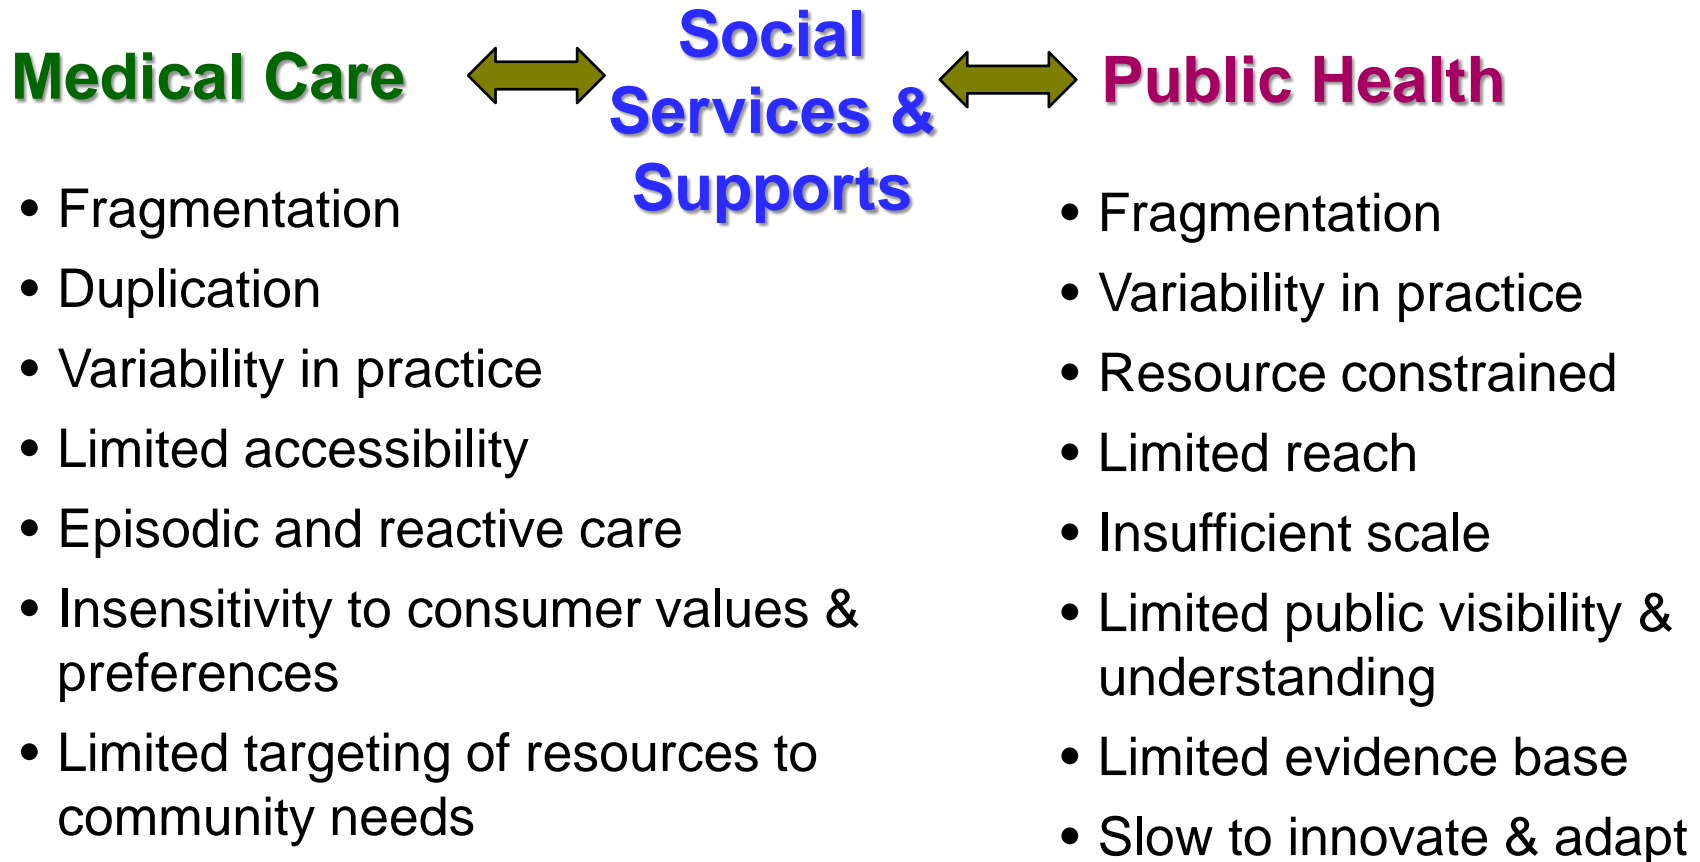 Medical Care
Social
Services &
Supports
Public Health
• Fragmentation
• Duplication
• Variability in practice
• Limited accessibility
• Episodic and reactive care
• Insensitivity to consumer values &
preferences
• Limited targeting of resources to
community needs
• Fragmentation
• Variability in practice
• Resource constrained
• Limited reach
• Insufficient scale
• Limited public visibility &
understanding
• Limited evidence base
• Slow to innovate & adapt